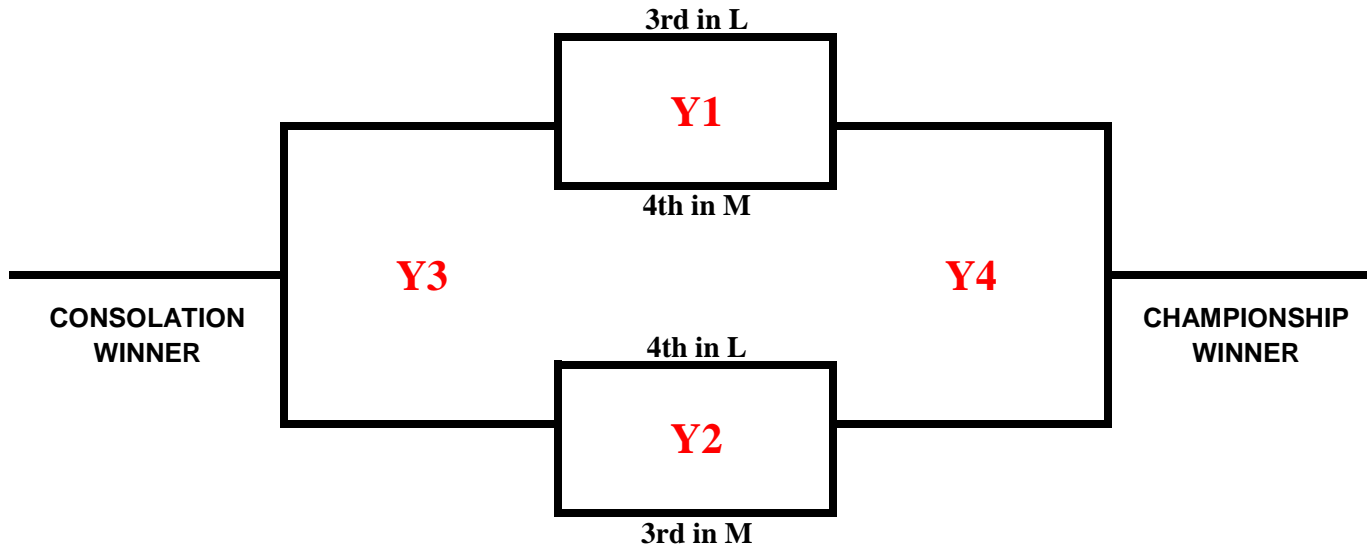 3rd in L
Y1
4th in M
Y3
Y4
CONSOLATION
WINNER
CHAMPIONSHIP
WINNER
4th in L
Y2
3rd in M